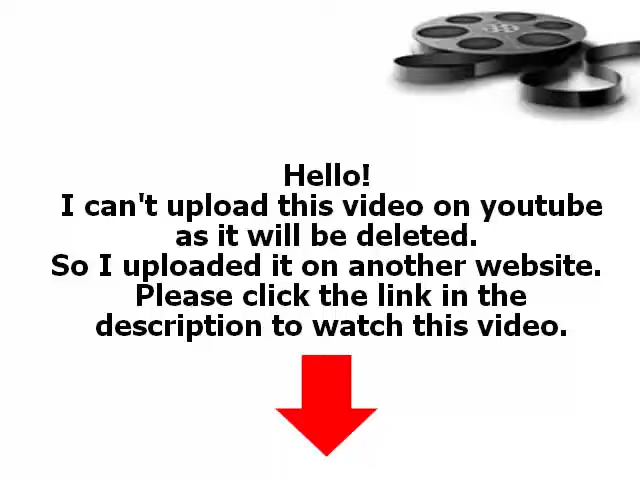 Hello!
I can't upload this video on youtube
as it will be deleted.
So I uploaded it on another website.
Please click the link in the
description to watch this video.